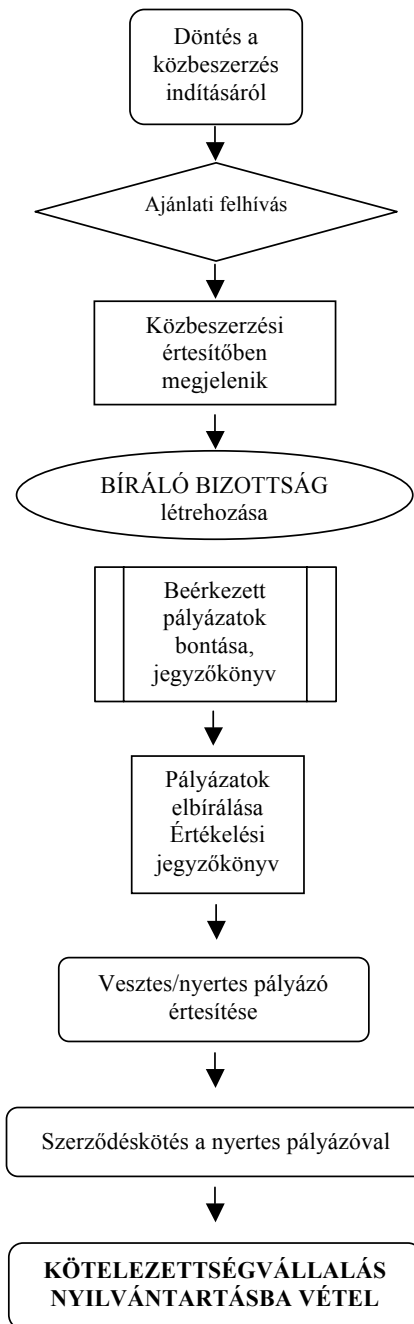 Döntés a
közbeszerzés
indításáról
Ajánlati felhívás
Közbeszerzési
értesítőben
megjelenik
BÍRÁLÓ BIZOTTSÁG
létrehozása
Beérkezett
pályázatok
bontása,
jegyzőkönyv
Pályázatok
elbírálása
Értékelési
jegyzőkönyv
Vesztes/nyertes pályázó
értesítése
Szerződéskötés a nyertes pályázóval
KÖTELEZETTSÉGVÁLLALÁS
NYILVÁNTARTÁSBA VÉTEL